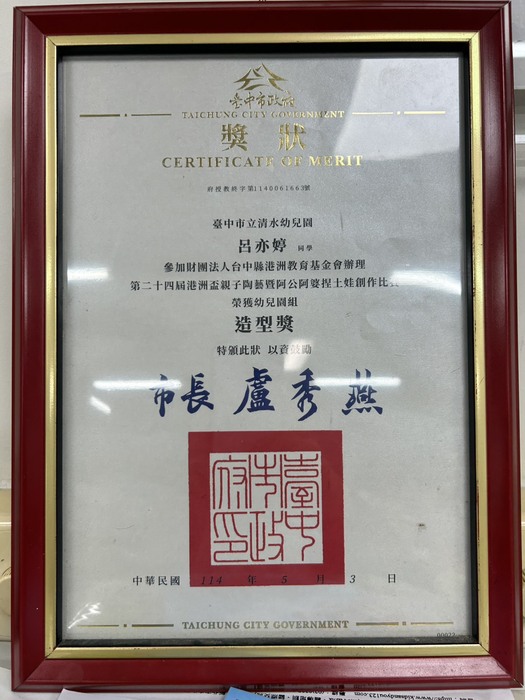 臺中市政府
TAICHUNG CITY GOVERNMENT
獎狀
CERTIFICATE OF MERIT
府授教終字第1140061663號
臺中市立清水幼兒園
呂亦婷 同學
參加財團法人台中縣港洲教育基金會辦理
第二十四屆港洲盃親子陶藝暨阿公阿婆捏土娃創作比賽
榮獲幼兒園組
造型獎
特頒此狀 以資鼓勵
市長 盧秀燕
臺中市政府印
中華民國 114 年 5 月 3 日
TAICHUNG CITY GOVERNMENT
00022